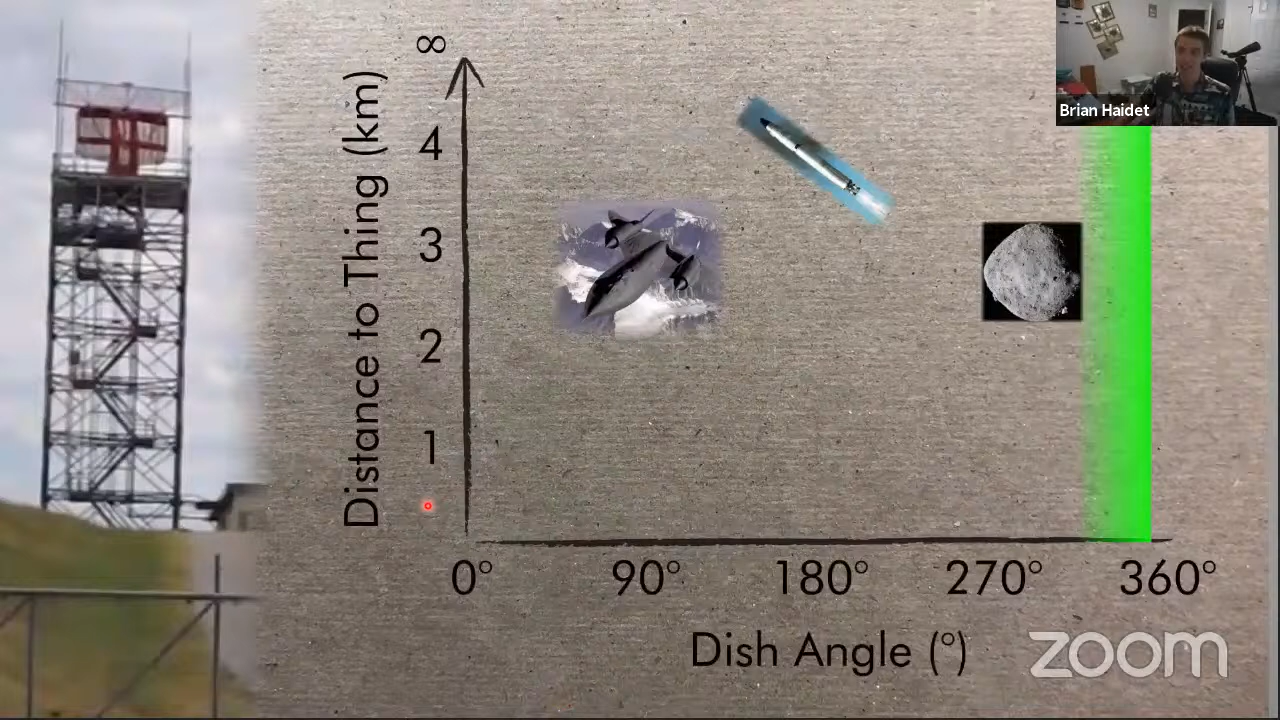 Brian Haidet
∞
4
3
2
1
Distance to Thing (km)
0° 90° 180° 270° 360°
Dish Angle (°)
zoom